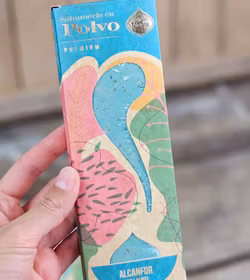 Sahumerio en
Polvo
PREMIUM
ALCANFOR